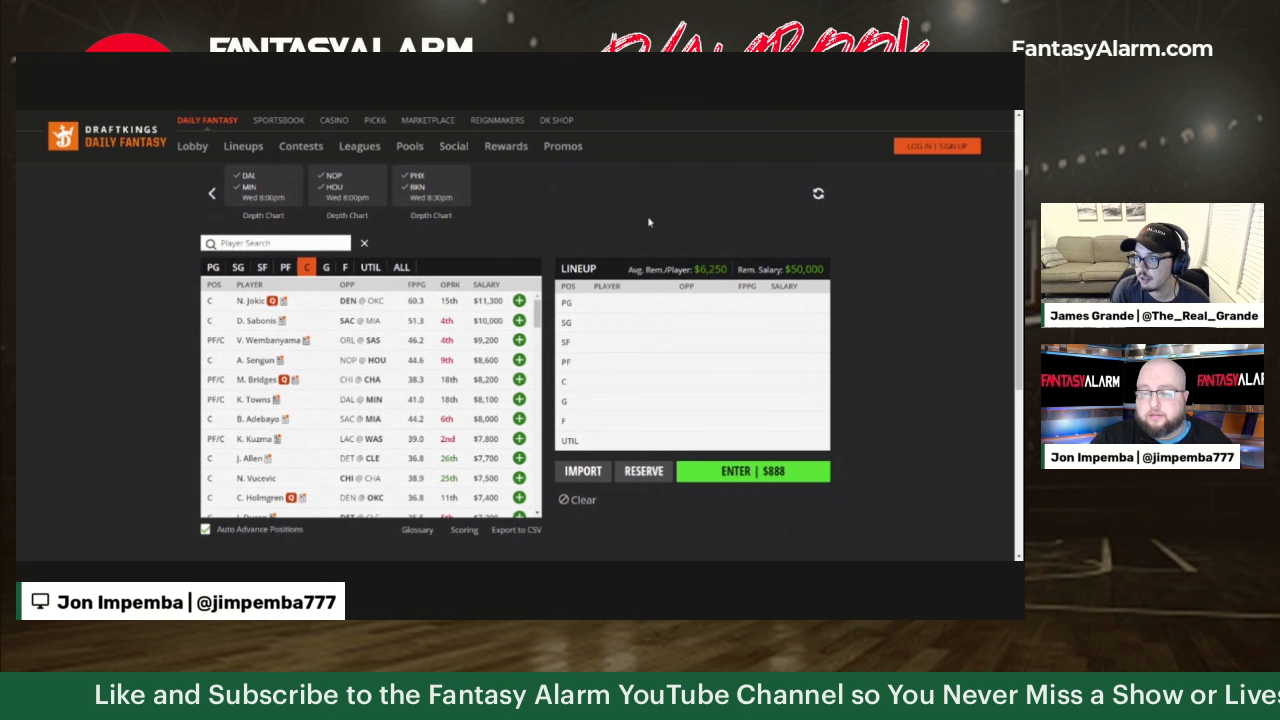 FANTASYALARM
PLAYBOOK
FantasyAlarm.com
DRAFTKINGS
DAILY FANTASY
DAILY FANTASY SPORTSBOOK CASINO PICK6 MARKETPLACE REIGNMAKERS DK SHOP
Lobby Lineups Contests Leagues Pools Social Rewards Promos
LOG IN | SIGN UP
DAL NOP PHX
MIN HOU BKN
Wed 8:00pm Wed 8:00pm Wed 8:30pm
Depth Chart Depth Chart Depth Chart
Player Search
PG SG SF PF C G F UTIL ALL
POS PLAYER OPP FPPG OPRK SALARY
C N. Jokic Q DEN @ OKC 60.3 15th $11,300
C D. Sabonis SAC @ MIA 51.3 4th $10,000
PF/C V. Wembanyama ORL @ SAS 46.2 4th $9,200
C A. Sengun NOP @ HOU 44.6 9th $8,600
PF/C M. Bridges Q CHI @ CHA 38.3 18th $8,200
PF/C K. Towns DAL @ MIN 41.0 18th $8,100
C B. Adebayo SAC @ MIA 44.2 6th $8,000
PF/C K. Kuzma LAC @ WAS 39.0 2nd $7,800
C J. Allen DET @ CLE 36.8 26th $7,700
C N. Vucevic CHI @ CHA 38.9 25th $7,500
C C. Holmgren Q DEN @ OKC 36.8 11th $7,400
Auto Advance Positions Glossary Scoring Export to CSV
LINEUP Avg. Rem./Player: $6,250 Rem. Salary: $50,000
POS PLAYER OPP FPPG SALARY
PG
SG
SF
PF
C
G
F
UTIL
IMPORT RESERVE ENTER | $888
Clear
James Grande | @The_Real_Grande
FANTASYALARM FANTASYALAR
Jon Impemba | @jimpemba777
Jon Impemba | @jimpemba777
Like and Subscribe to the Fantasy Alarm YouTube Channel so You Never Miss a Show or Lives